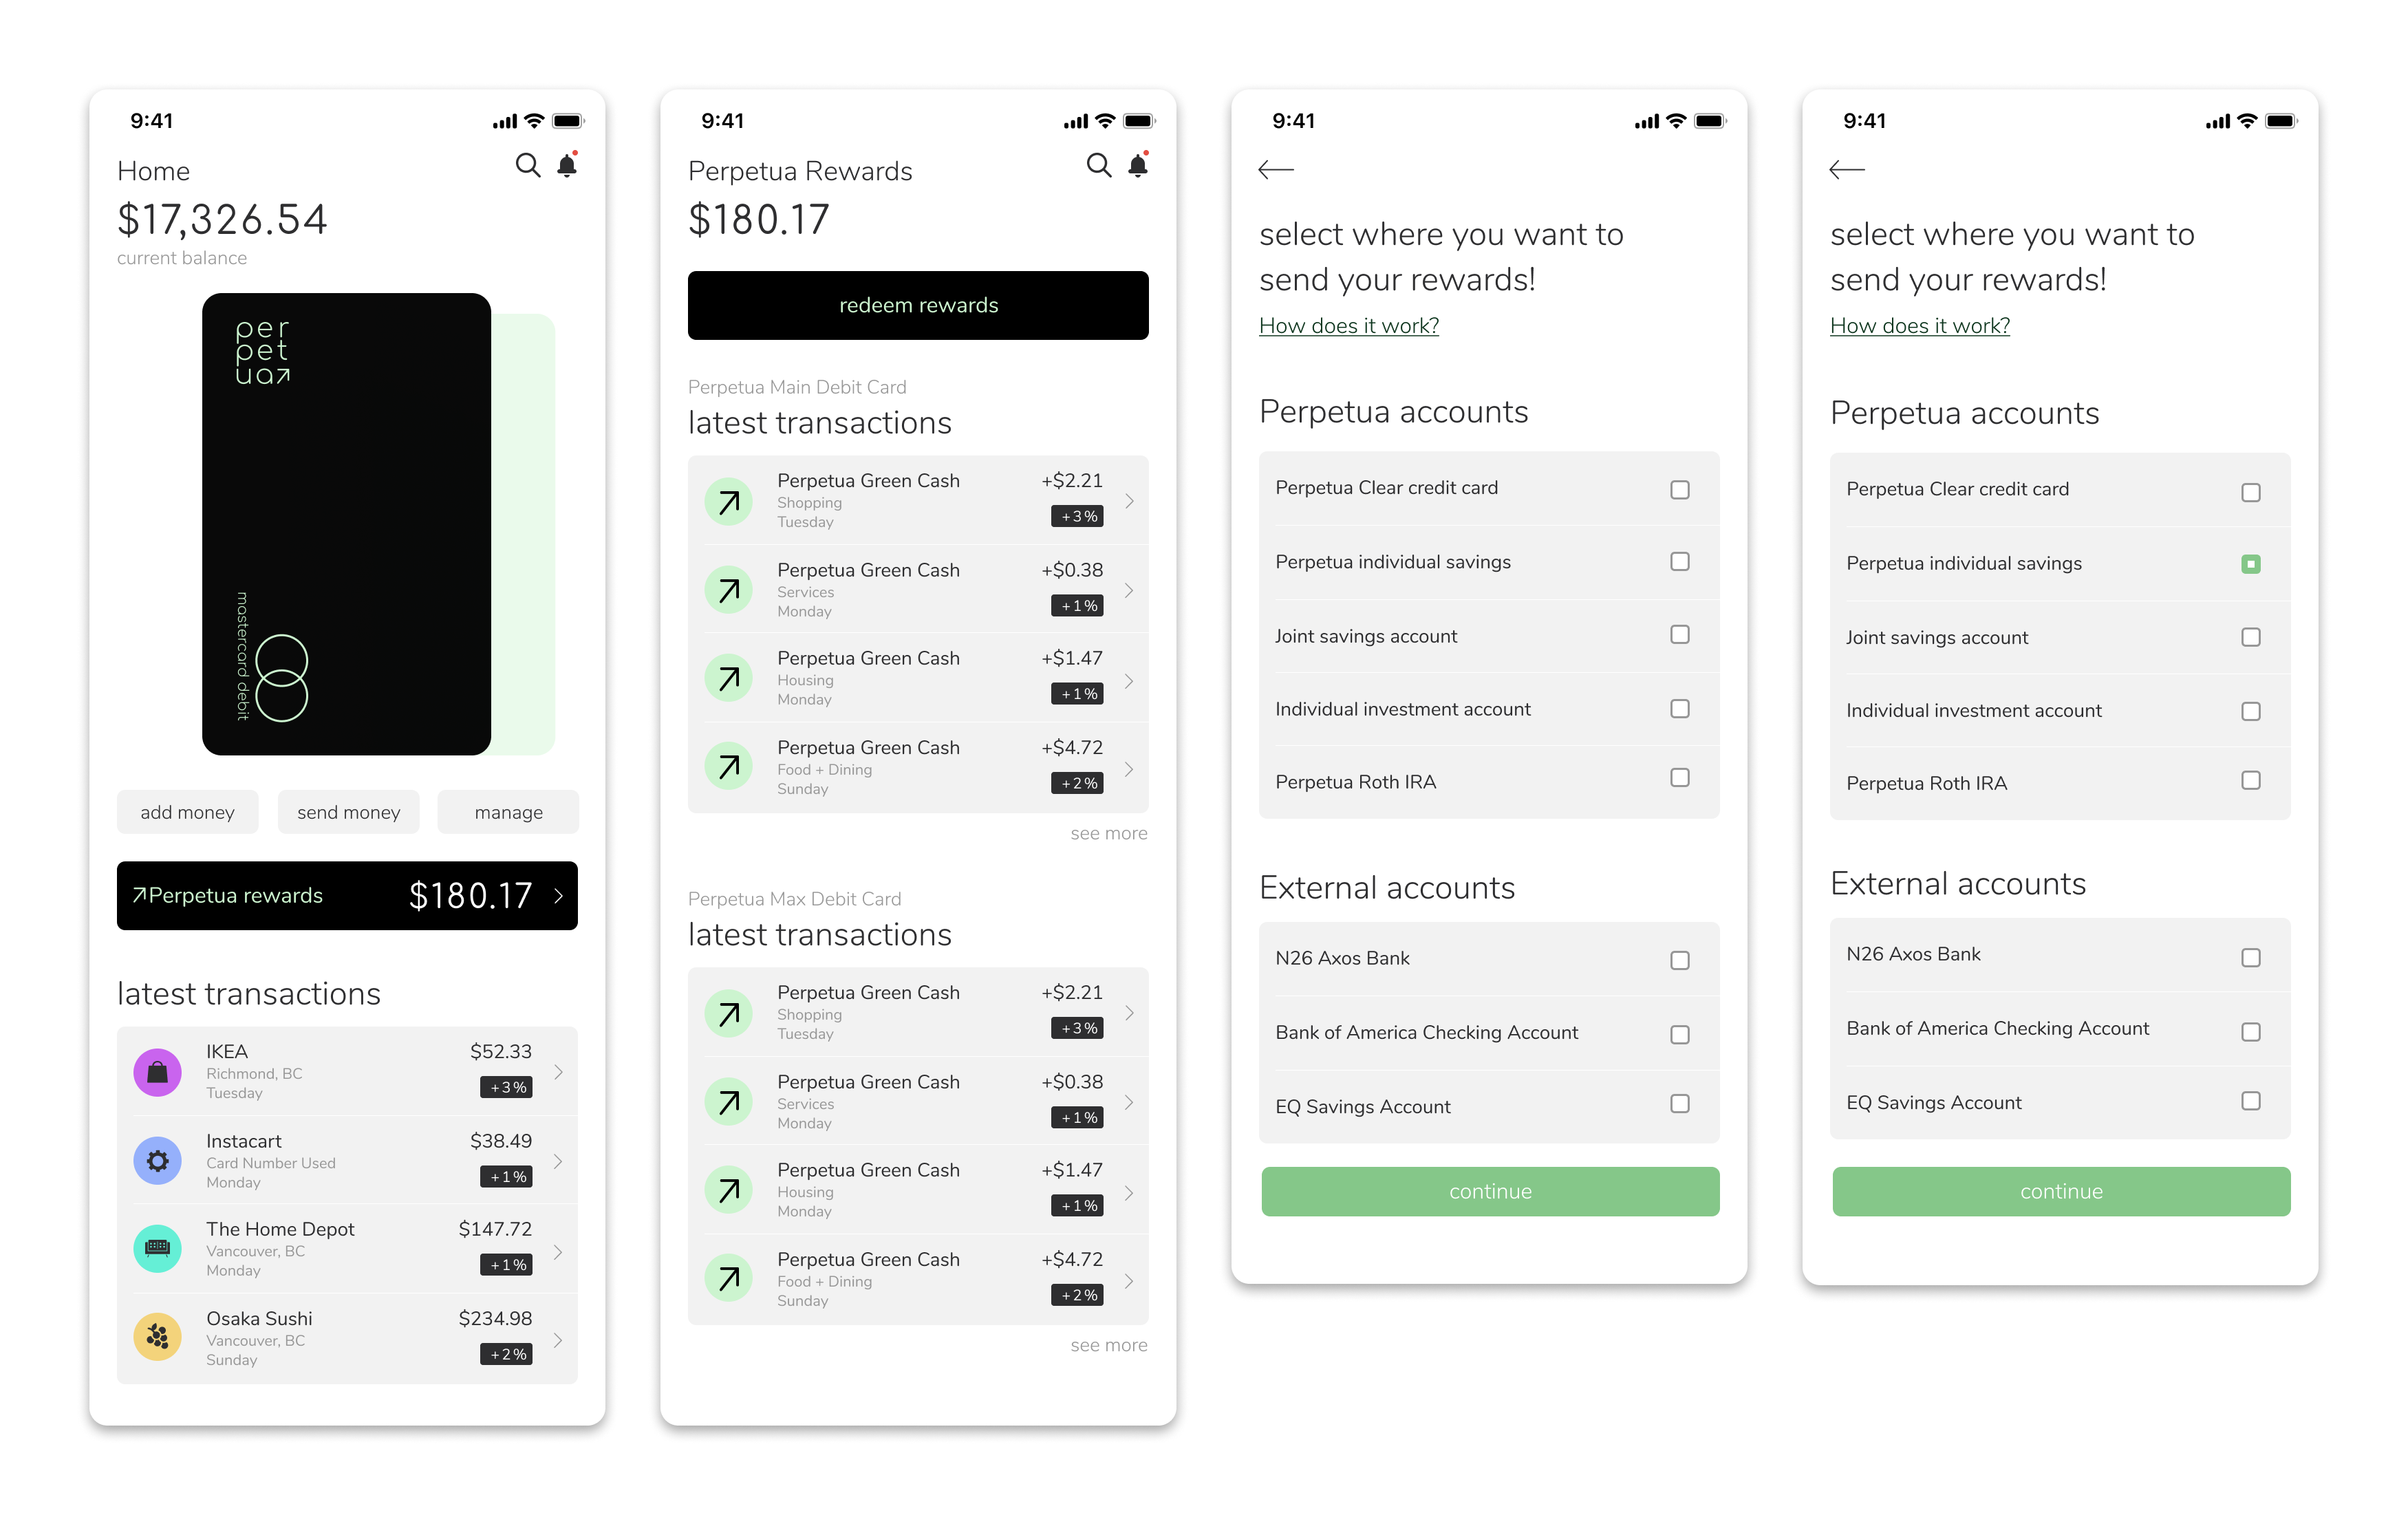 9:41
Home
$17,326.54
current balance
per
pet
ua
mastercard debit
add money
send money
manage
Perpetua rewards
$180.17
latest transactions
IKEA
$52.33
Richmond, BC
+3%
Tuesday
Instacart
$38.49
Card Number Used
+1%
Monday
The Home Depot
$147.72
Vancouver, BC
+1%
Monday
Osaka Sushi
$234.98
Vancouver, BC
+2%
Sunday
9:41
Perpetua Rewards
$180.17
redeem rewards
Perpetua Main Debit Card
latest transactions
Perpetua Green Cash
+$2.21
Shopping
+3%
Tuesday
Perpetua Green Cash
+$0.38
Services
+1%
Monday
Perpetua Green Cash
+$1.47
Housing
+1%
Monday
Perpetua Green Cash
+$4.72
Food + Dining
+2%
Sunday
see more
Perpetua Max Debit Card
latest transactions
Perpetua Green Cash
+$2.21
Shopping
+3%
Tuesday
Perpetua Green Cash
+$0.38
Services
+1%
Monday
Perpetua Green Cash
+$1.47
Housing
+1%
Monday
Perpetua Green Cash
+$4.72
Food + Dining
+2%
Sunday
see more
9:41
select where you want to
send your rewards!
How does it work?
Perpetua accounts
Perpetua Clear credit card
Perpetua individual savings
Joint savings account
Individual investment account
Perpetua Roth IRA
External accounts
N26 Axos Bank
Bank of America Checking Account
EQ Savings Account
continue
9:41
select where you want to
send your rewards!
How does it work?
Perpetua accounts
Perpetua Clear credit card
Perpetua individual savings
Joint savings account
Individual investment account
Perpetua Roth IRA
External accounts
N26 Axos Bank
Bank of America Checking Account
EQ Savings Account
continue